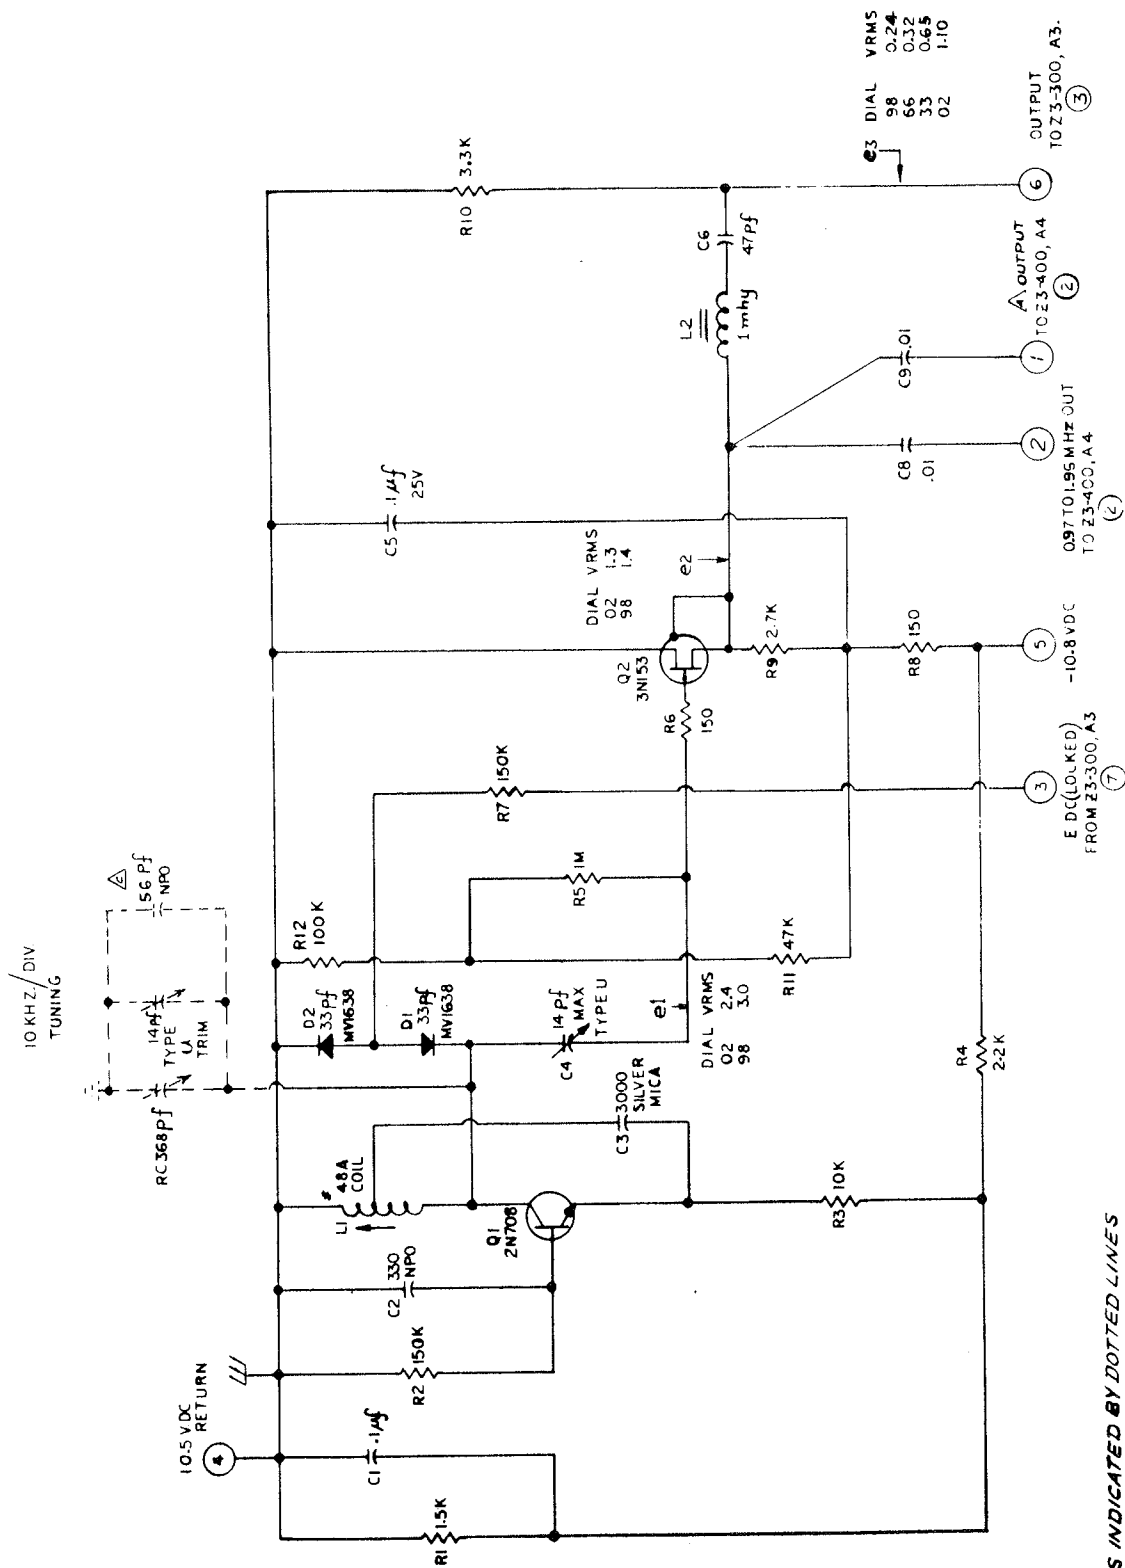 10 KHZ/DIV
TUNING
RC 368 Pf
14 Pf
TYPE
UA
TRIM
C
56 Pf
NPO
10.5 VDC
RETURN
4
R1 1.5K
C1 .1µf
R2 150K
C2 330
NPO
L1
*
48A
COIL
Q1
2N708
C3 3000
SILVER
MICA
R3 10K
D2
33Pf
MV1638
D1
33Pf
MV1638
C4
14Pf
MAX
TYPE U
R12
100K
R5 1M
R11 47K
e1
DIAL VRMS
02 2.4
98 3.0
R4
2.2K
R7 150K
3
E DC (LOCKED)
FROM Z3-300, A3
7
R6
150
Q2
3N153
R9 2.7K
R8 150
5
-10.8 VDC
DIAL VRMS
02 1.3
98 1.4
e2
C5 .1µf
25V
C8
.01
2
0.97 TO 1.95 MHz OUT
TO Z3-400, A4
2
C9 .01
1
A OUTPUT
TO Z3-400, A4
2
L2
1mhy
C6
47Pf
R10 3.3K
e3 DIAL VRMS
98 0.24
66 0.32
33 0.65
02 1.10
6
OUTPUT
TO Z3-300, A3.
3
S INDICATED BY DOTTED LINES